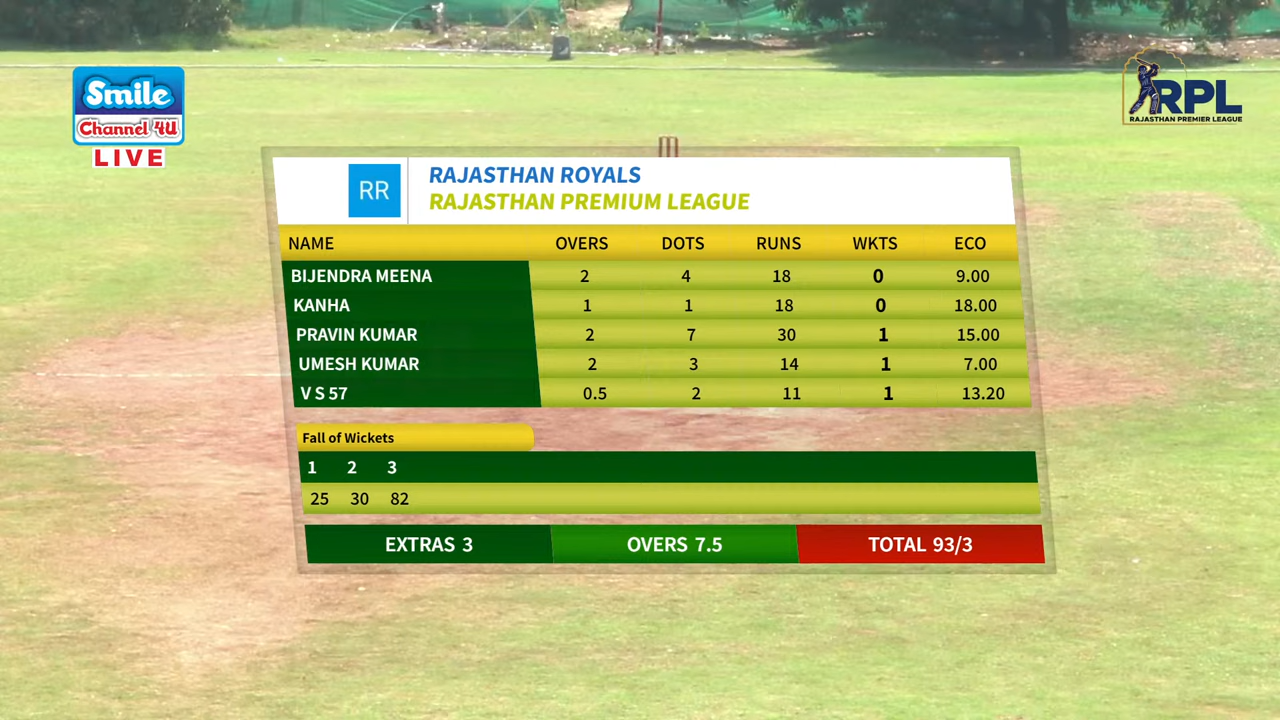 Smile
Channel 4U
LIVE
RPL
RAJASTHAN PREMIER LEAGUE
RR
RAJASTHAN ROYALS
RAJASTHAN PREMIUM LEAGUE
NAME OVERS DOTS RUNS WKTS ECO
BIJENDRA MEENA 2 4 18 0 9.00
KANHA 1 1 18 0 18.00
PRAVIN KUMAR 2 7 30 1 15.00
UMESH KUMAR 2 3 14 1 7.00
V S 57 0.5 2 11 1 13.20
Fall of Wickets
1 2 3
25 30 82
EXTRAS 3 OVERS 7.5 TOTAL 93/3